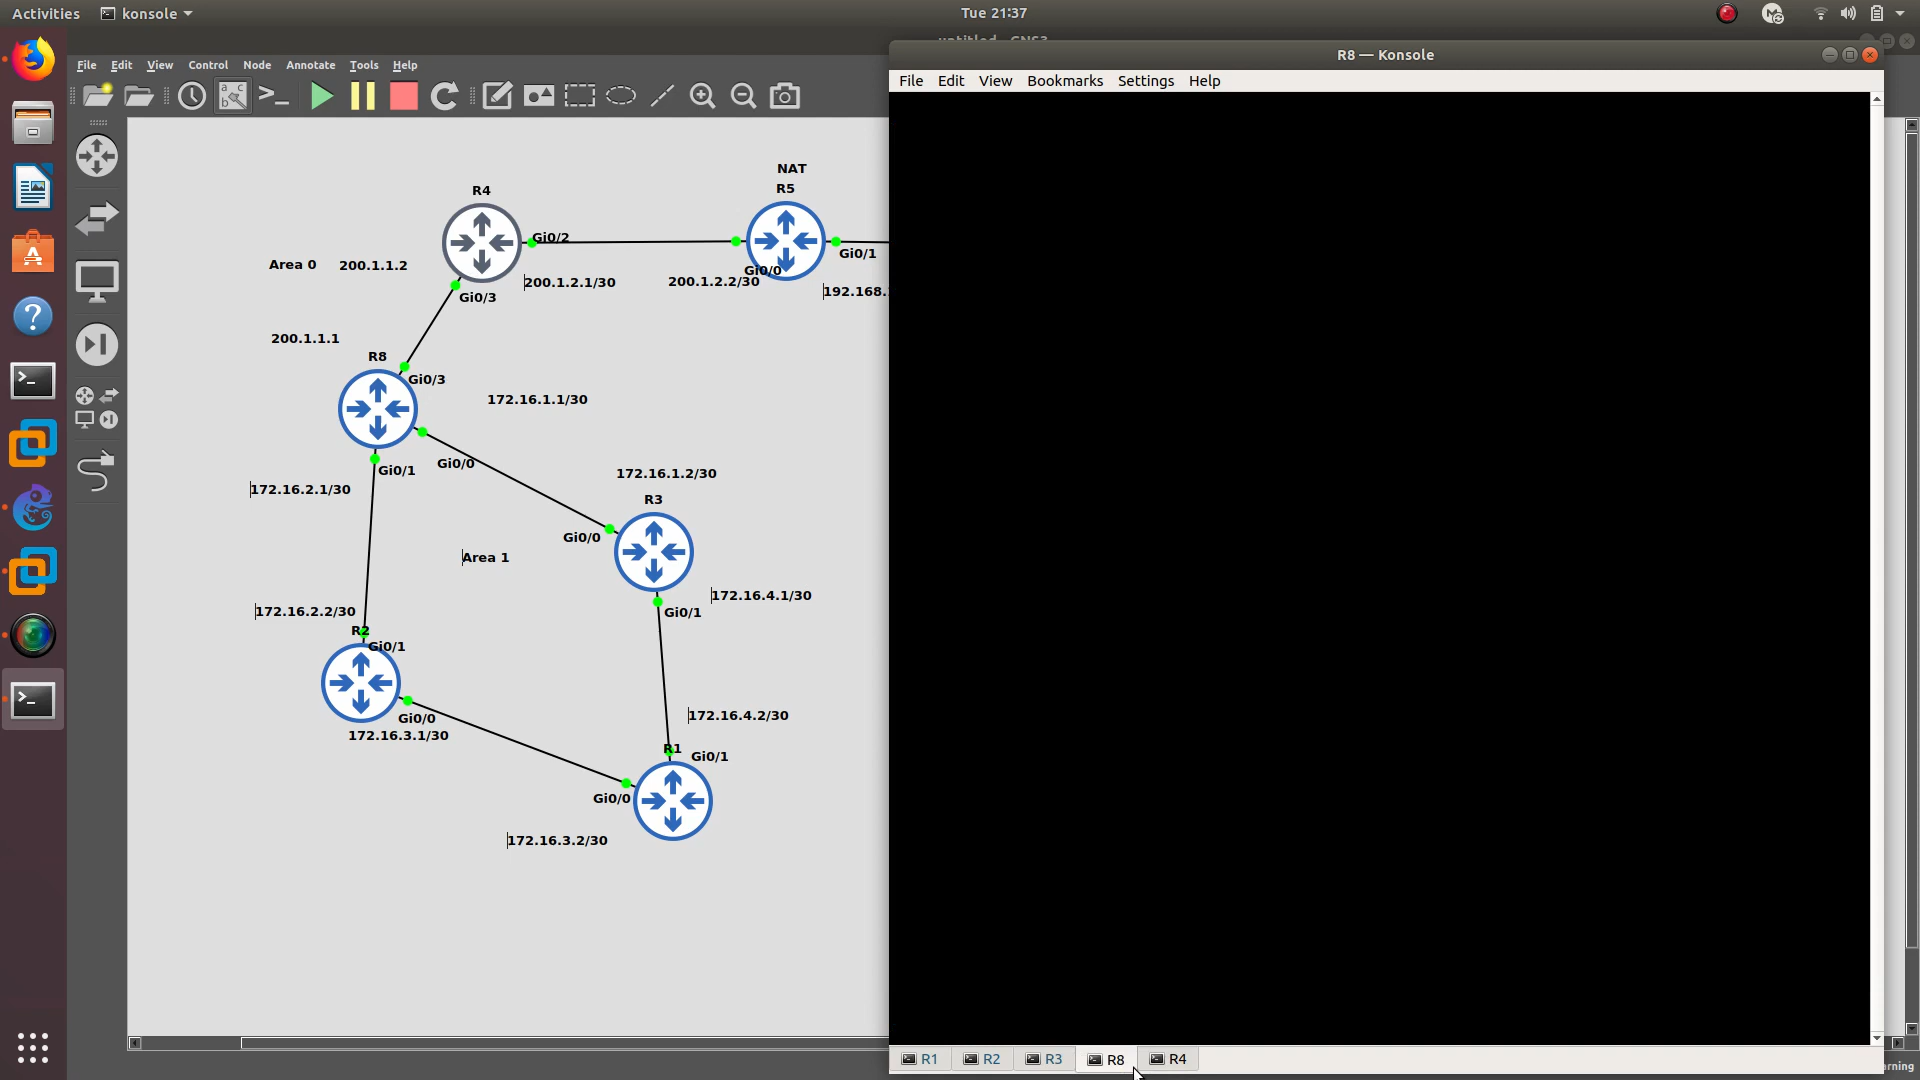 Activities
konsole
Tue 21:37
R8 — Konsole
File Edit View Control Node Annotate Tools Help
File Edit View Bookmarks Settings Help
NAT
R4
R5
Gi0/2
Gi0/1
Area 0
200.1.1.2
Gi0/0
200.1.2.1/30
200.1.2.2/30
192.168.
Gi0/3
200.1.1.1
R8
Gi0/3
172.16.1.1/30
Gi0/0
Gi0/1
172.16.1.2/30
172.16.2.1/30
R3
Gi0/0
Area 1
172.16.4.1/30
172.16.2.2/30
Gi0/1
R2
Gi0/1
Gi0/0
172.16.4.2/30
172.16.3.1/30
R1
Gi0/1
Gi0/0
172.16.3.2/30
R1 R2 R3 R8 R4